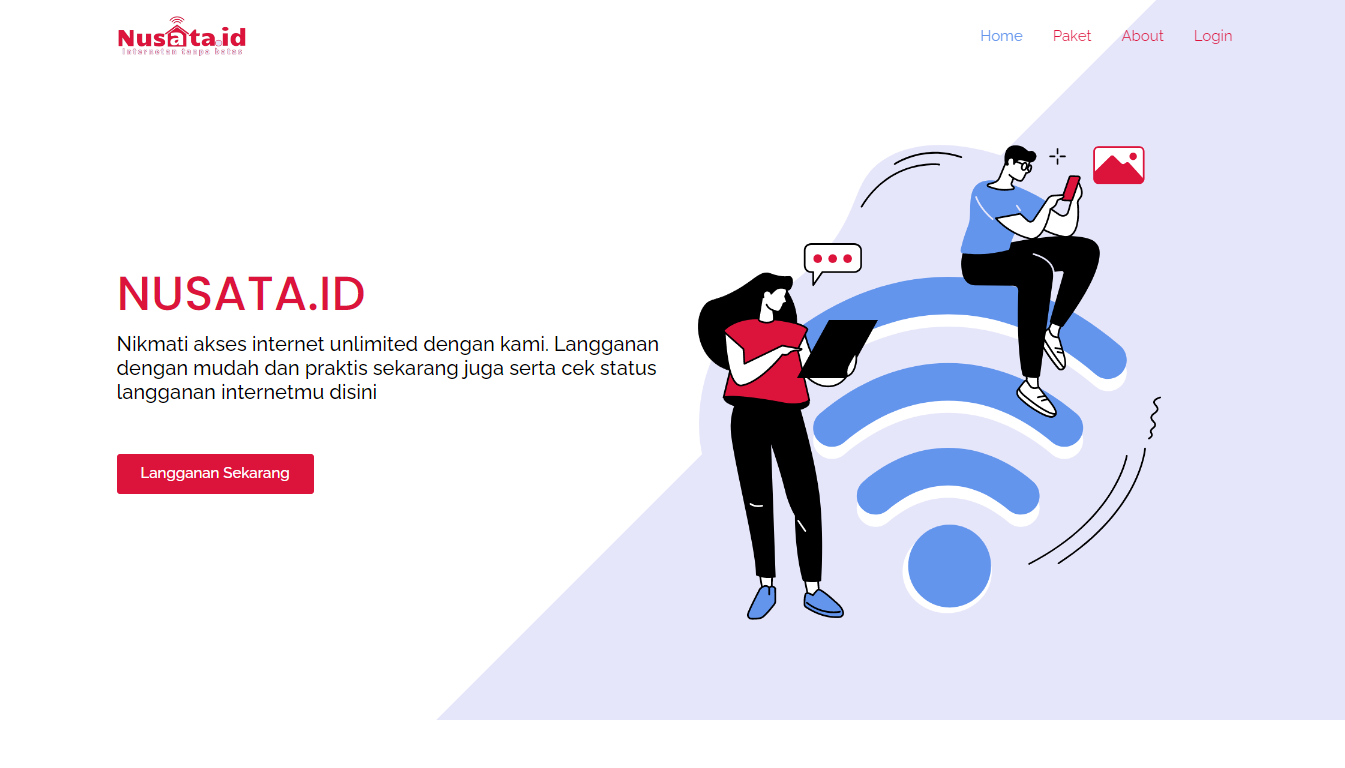 Nusata.id
internetan tanpa batas
Home
Paket
About
Login
NUSATA.ID
Nikmati akses internet unlimited dengan kami. Langganan
dengan mudah dan praktis sekarang juga serta cek status
langganan internetmu disini
Langganan Sekarang